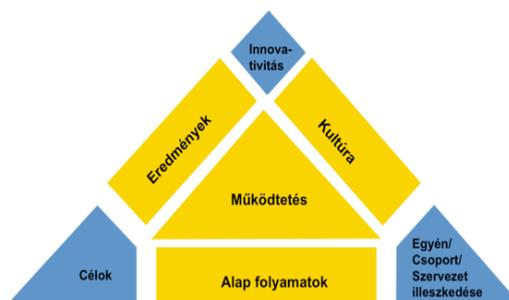 Innova-
tivitás
Eredmények
Kultúra
Működtetés
Célok
Alap folyamatok
Egyén/
Csoport/
Szervezet
illeszkedése